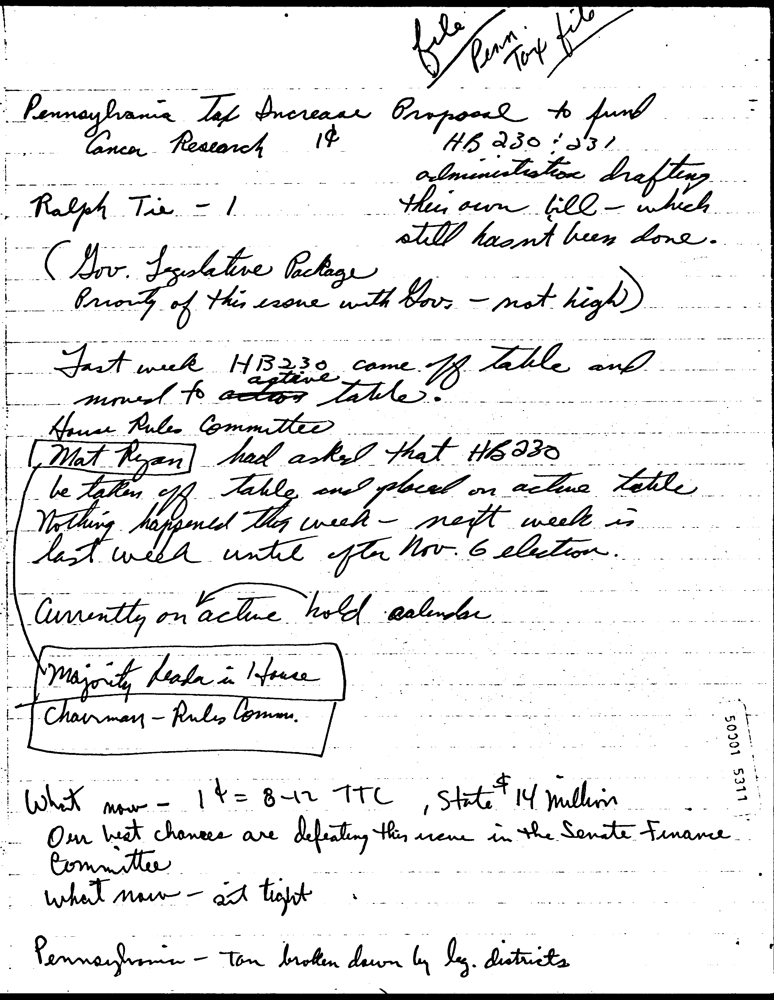 file
Penn.
Tax file
Pennsylvania Tax Increase Proposal to fund
Cancer Research 1¢ HB 230 : 231
administration drafting
Ralph Tie - 1 their own bill - which
still hasnt been done.
(Gov. Legislative Package
Priority of this issue with Govs - not high)
Last week HB230 came off table and
moved to active table.
House Rules Committee
Mat Ryan had asked that HB230
be taken off table and placed on active table
Nothing happened this week - next week is
last week until after Nov. 6 election.
Currently on active hold calendar
Majority Leader in House
Chairman - Rules Comm.
What now - 1¢ = 8-12 TTC, State $14 million
Our best chances are defeating this issue in the Senate Finance
Committee
What now - sit tight
Pennsylvania - Tan broken down by leg. districts
50001 5311